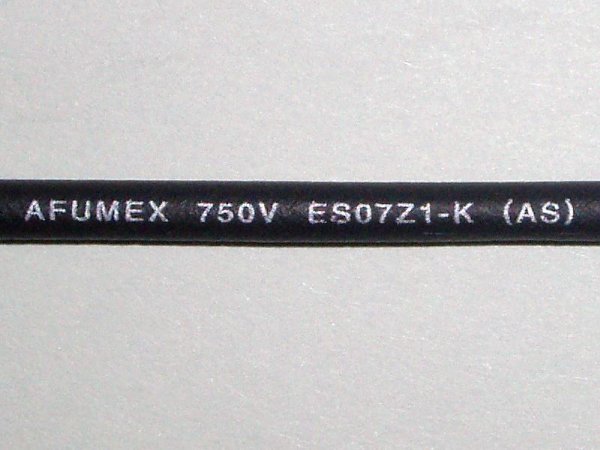 AFUMEX 750V ES07Z1-K (AS)